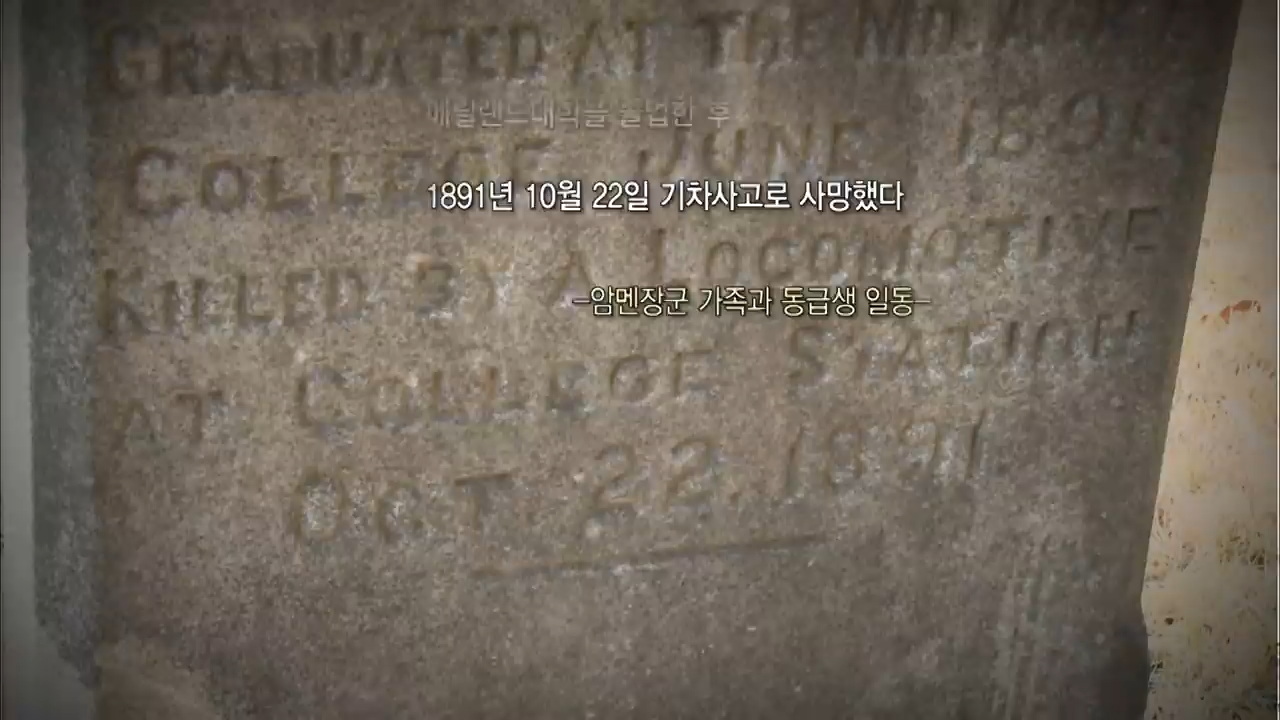 GRADUATED AT THE MD. AGR'L
메릴랜드대학을 졸업한 후
COLLEGE JUNE 1891
1891년 10월 22일 기차사고로 사망했다
KILLED BY A LOCOMOTIVE
-암멘장군 가족과 동급생 일동-
AT COLLEGE STATION
OCT. 22. 1891